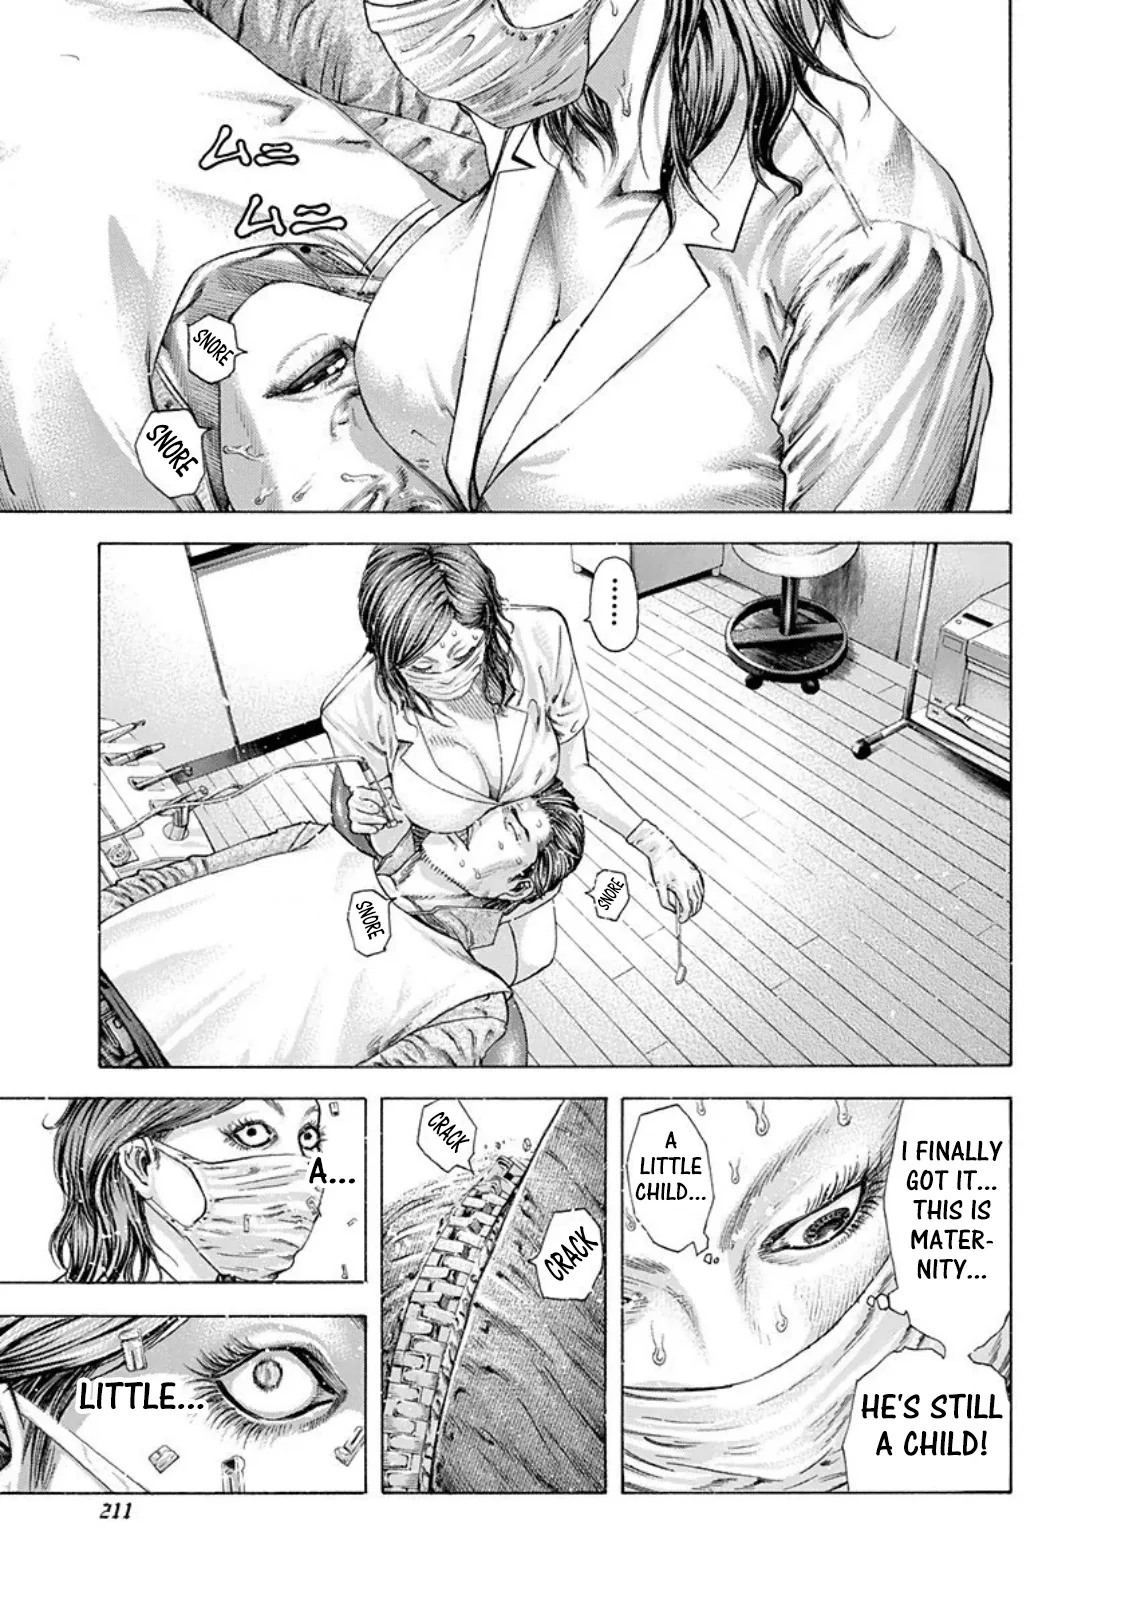 ムニ
ムニ
SNORE
SNORE
......
SNORE
SNORE
I FINALLY
GOT IT...
THIS IS
MATER-
NITY...
HE'S STILL
A CHILD!
A
LITTLE
CHILD...
CRACK
CRACK
A...
LITTLE...
211